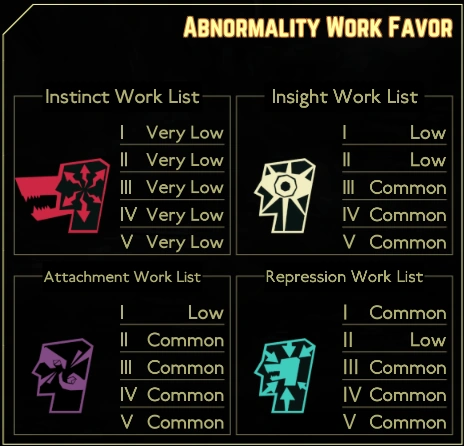 Abnormality Work Favor
Instinct Work List
I Very Low
II Very Low
III Very Low
IV Very Low
V Very Low
Insight Work List
I Low
II Low
III Common
IV Common
V Common
Attachment Work List
I Low
II Common
III Common
IV Common
V Common
Repression Work List
I Common
II Low
III Common
IV Common
V Common